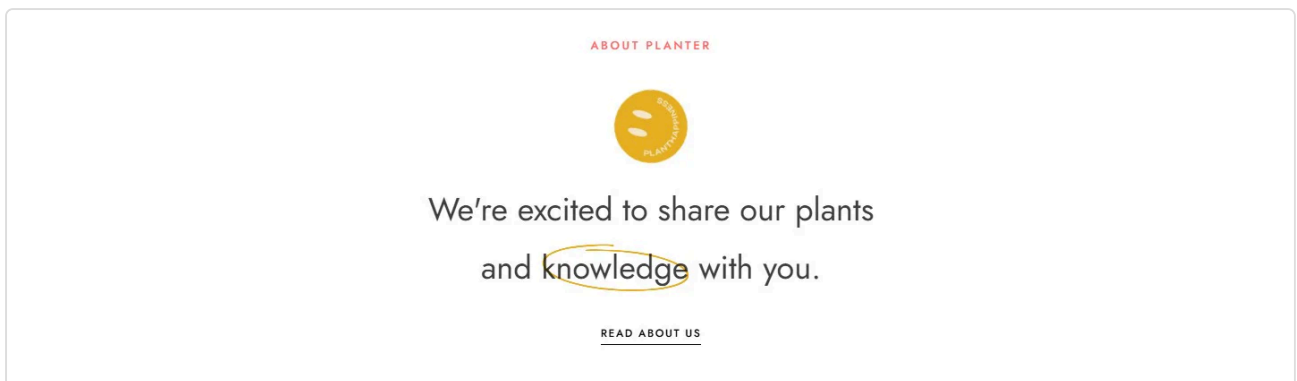 ABOUT PLANTER
PLANTHAPPINESS
We're excited to share our plants
and knowledge with you.
READ ABOUT US